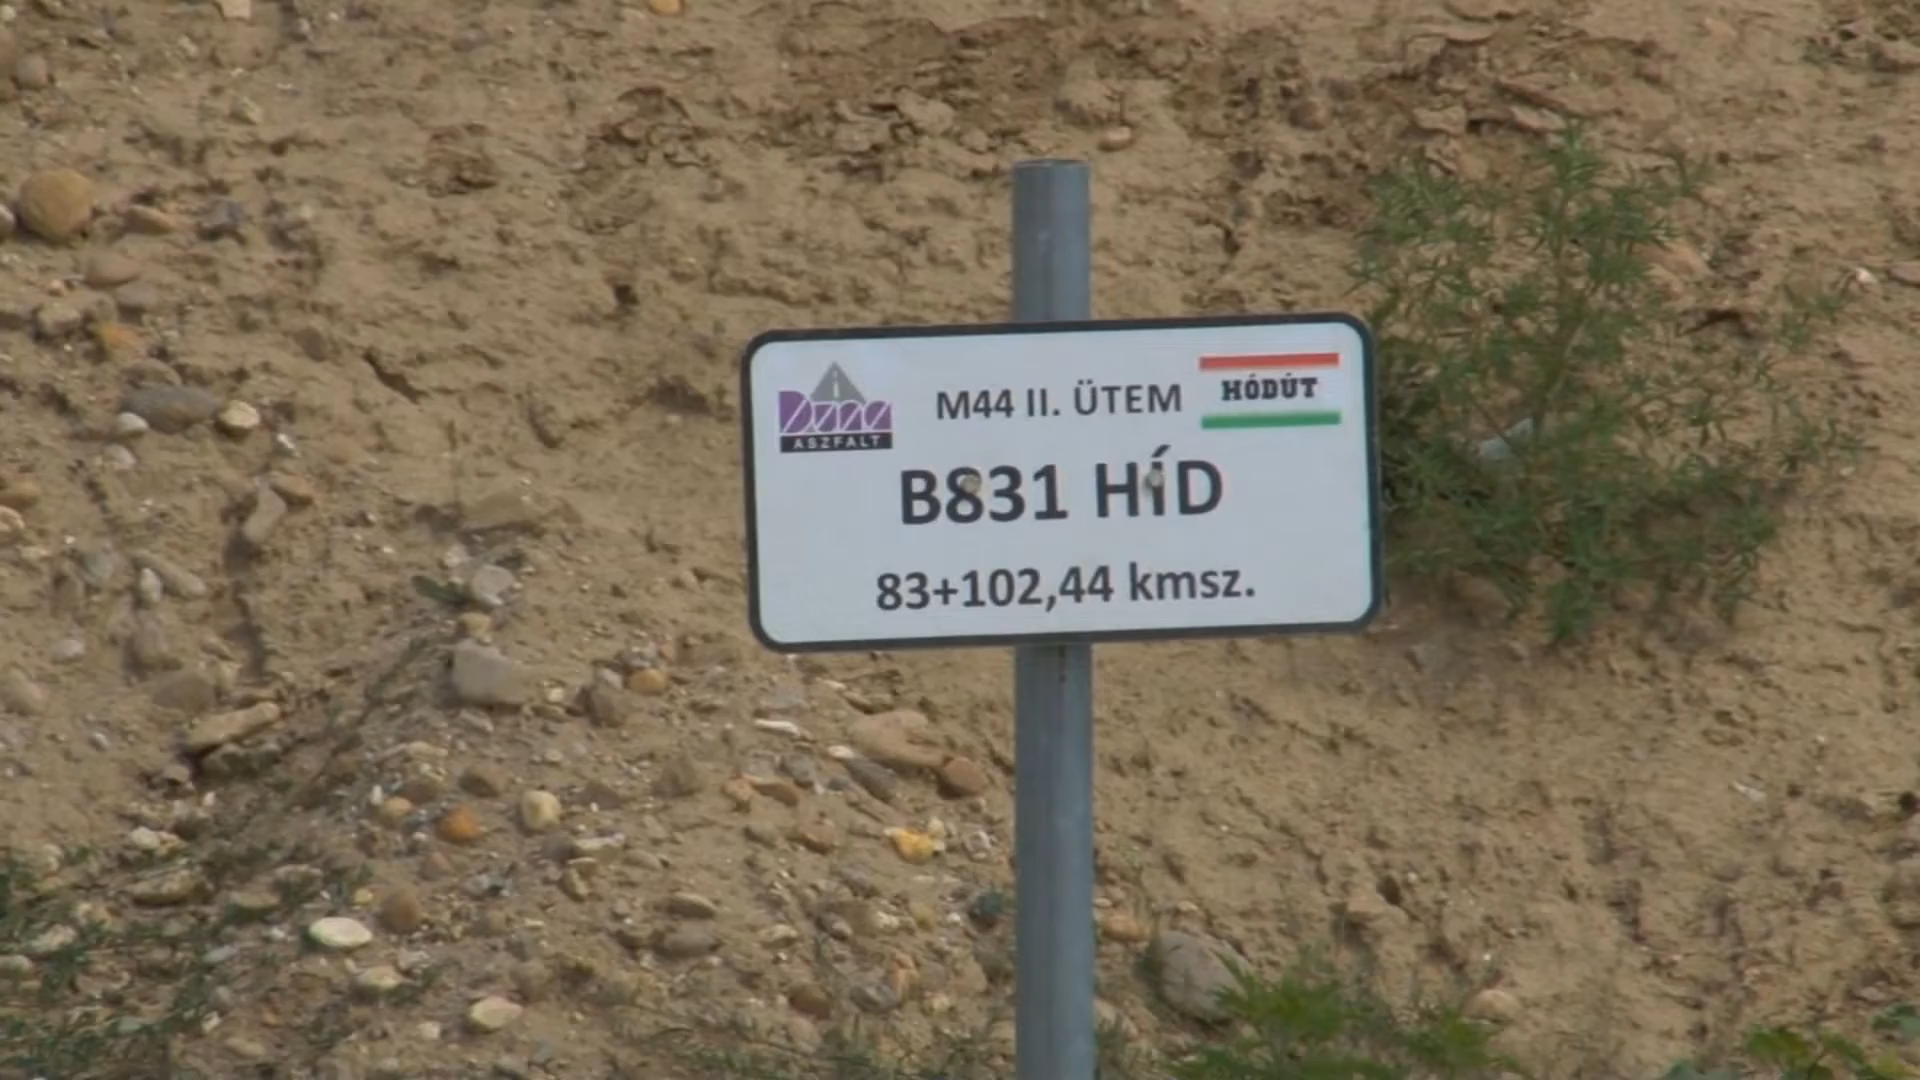 Duna
ASZFALT
M44 II. ÜTEM
HÓDÚT
B831 HÍD
83+102,44 kmsz.